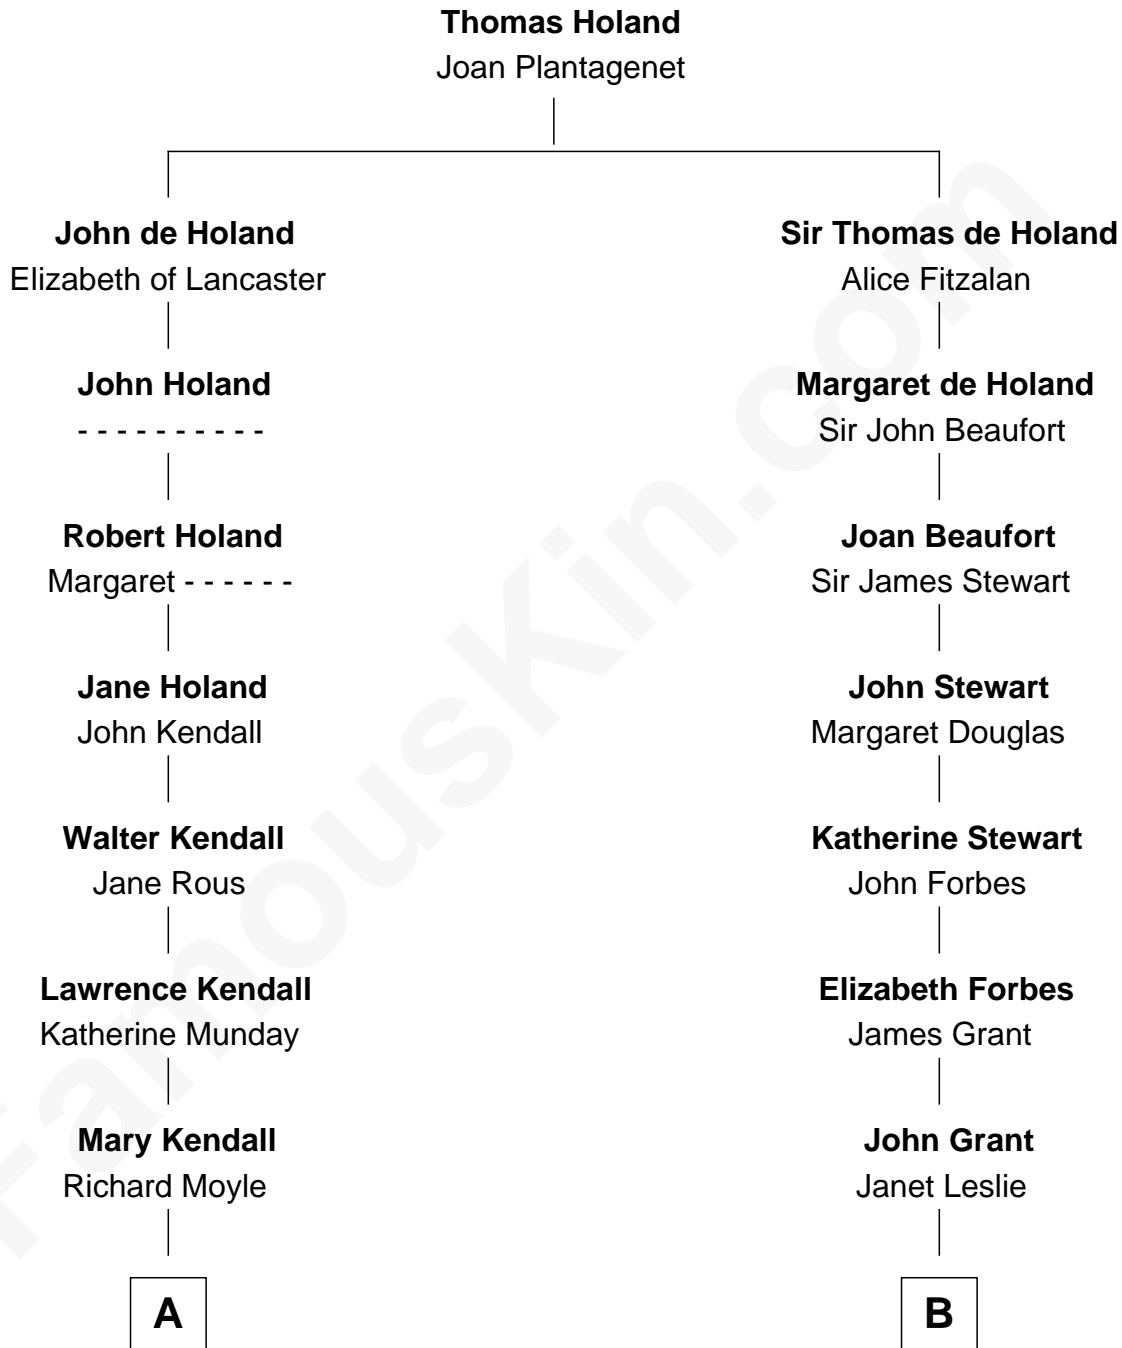 Thomas Holand
Joan Plantagenet
John de Holand
Elizabeth of Lancaster
Sir Thomas de Holand
Alice Fitzalan
John Holand
- - - - - - - - - -
Margaret de Holand
Sir John Beaufort
Robert Holand
Margaret - - - - - -
Joan Beaufort
Sir James Stewart
Jane Holand
John Kendall
John Stewart
Margaret Douglas
Walter Kendall
Jane Rous
Katherine Stewart
John Forbes
Lawrence Kendall
Katherine Munday
Elizabeth Forbes
James Grant
Mary Kendall
Richard Moyle
John Grant
Janet Leslie
A
B
FamousKin.com